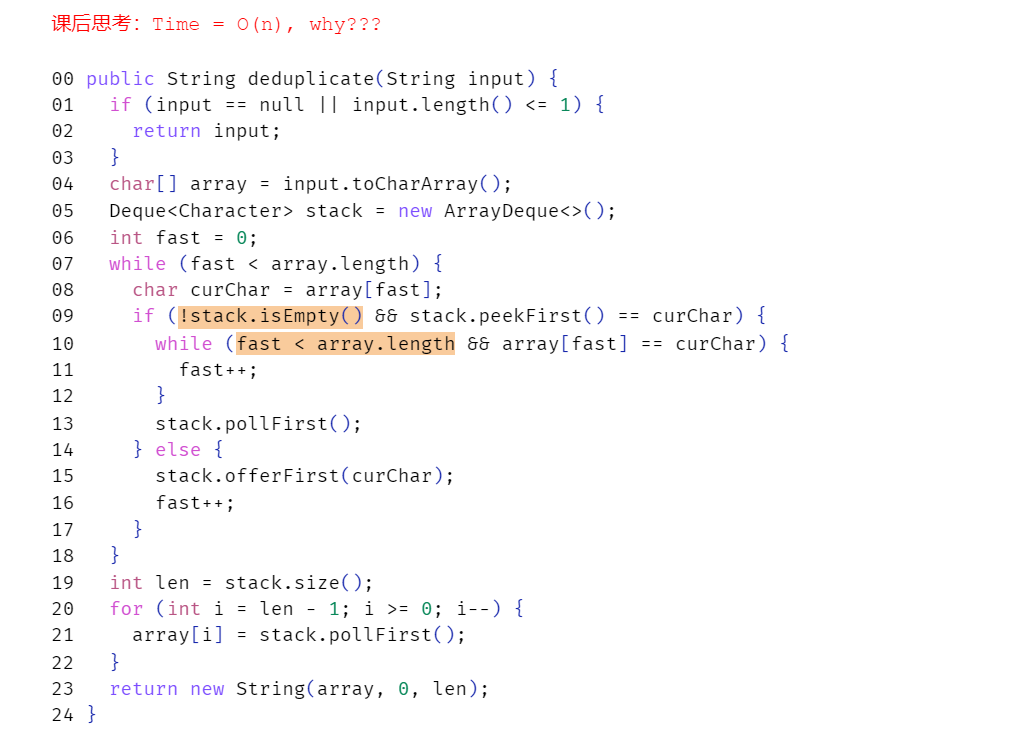 课后思考：Time = O(n), why???
00 public String deduplicate(String input) {
01   if (input == null || input.length() <= 1) {
02     return input;
03   }
04   char[] array = input.toCharArray();
05   Deque<Character> stack = new ArrayDeque<>();
06   int fast = 0;
07   while (fast < array.length) {
08     char curChar = array[fast];
09     if (!stack.isEmpty() && stack.peekFirst() == curChar) {
10       while (fast < array.length && array[fast] == curChar) {
11         fast++;
12       }
13       stack.pollFirst();
14     } else {
15       stack.offerFirst(curChar);
16       fast++;
17     }
18   }
19   int len = stack.size();
20   for (int i = len - 1; i >= 0; i--) {
21     array[i] = stack.pollFirst();
22   }
23   return new String(array, 0, len);
24 }